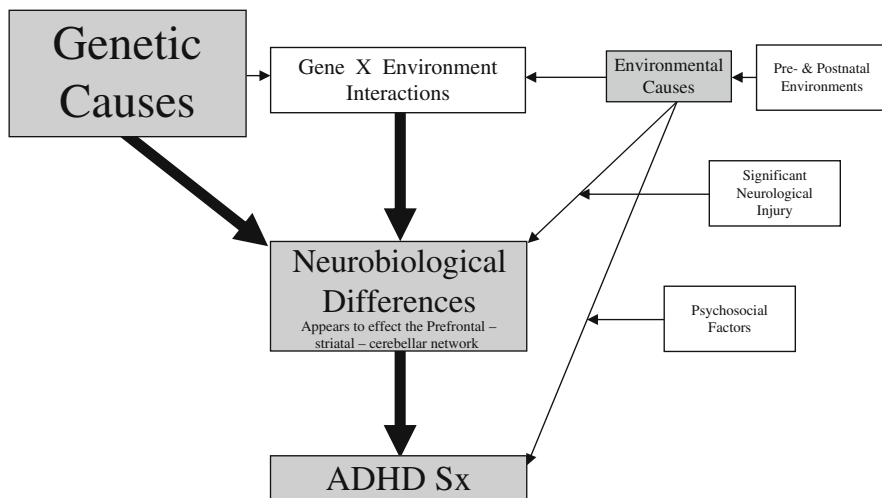 Genetic
Causes
Gene X Environment
Interactions
Environmental
Causes
Pre- & Postnatal
Environments
Significant
Neurological
Injury
Neurobiological
Differences
Appears to effect the Prefrontal –
striatal – cerebellar network
Psychosocial
Factors
ADHD Sx